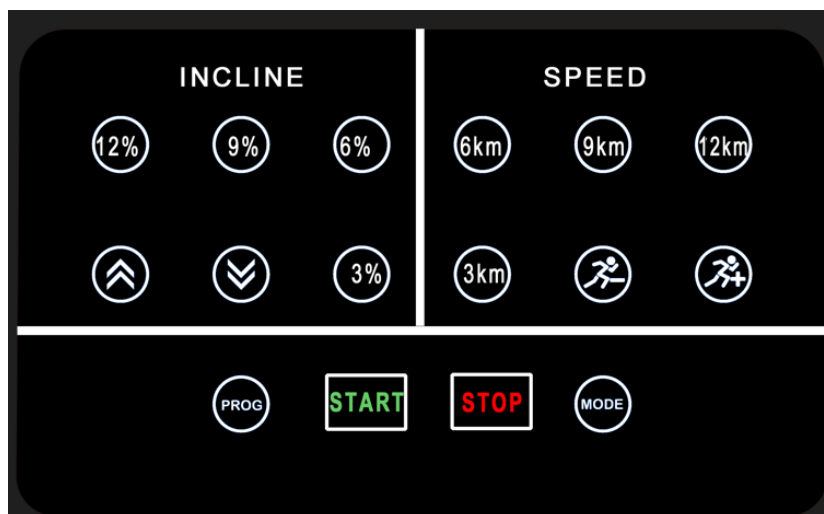 INCLINE
12% 9% 6%
3%
SPEED
6km 9km 12km
3km
PROG START STOP MODE